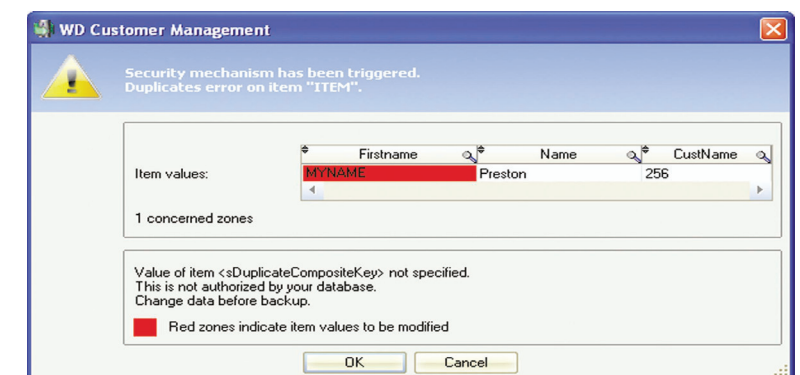 WD Customer Management
Security mechanism has been triggered.
Duplicates error on item "ITEM".
Firstname Name CustName
Item values: MYNAME Preston 256
1 concerned zones
Value of item <sDuplicateCompositeKey> not specified.
This is not authorized by your database.
Change data before backup.
Red zones indicate item values to be modified
OK Cancel